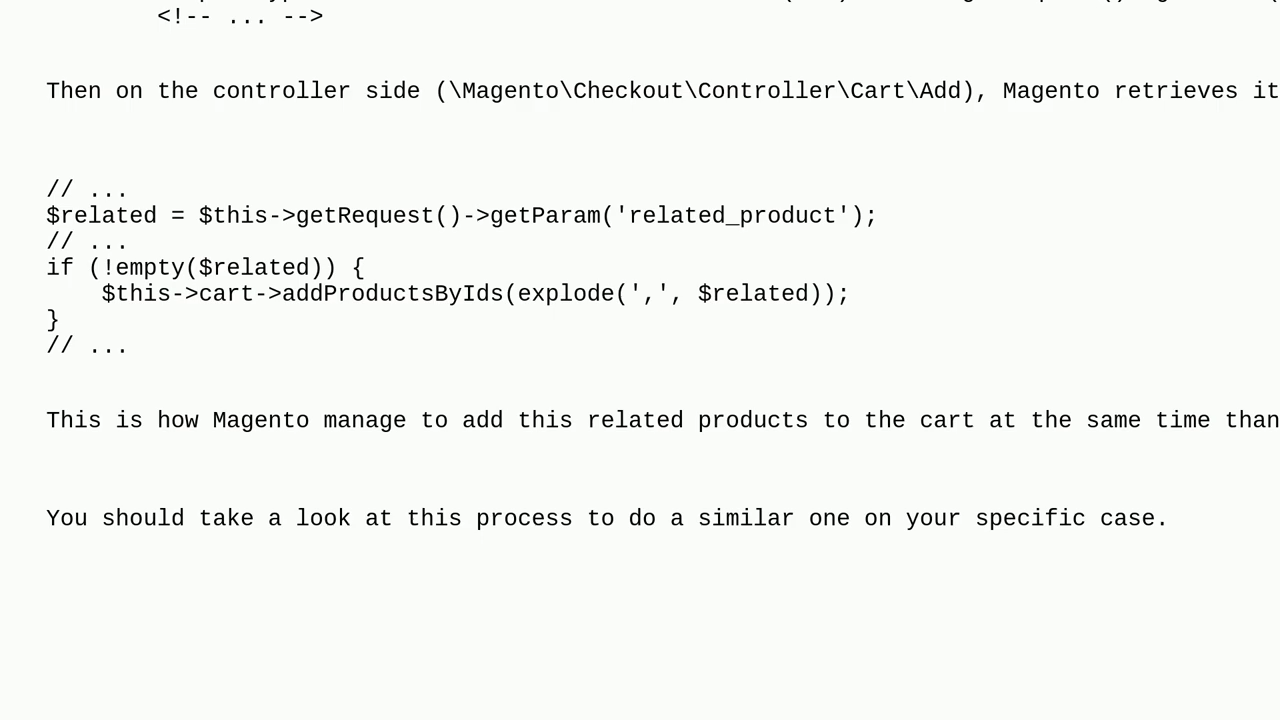 <!-- ... -->
Then on the controller side (\Magento\Checkout\Controller\Cart\Add), Magento retrieves it
// ...
$related = $this->getRequest()->getParam('related_product');
// ...
if (!empty($related)) {
    $this->cart->addProductsByIds(explode(',', $related));
}
// ...
This is how Magento manage to add this related products to the cart at the same time than
You should take a look at this process to do a similar one on your specific case.